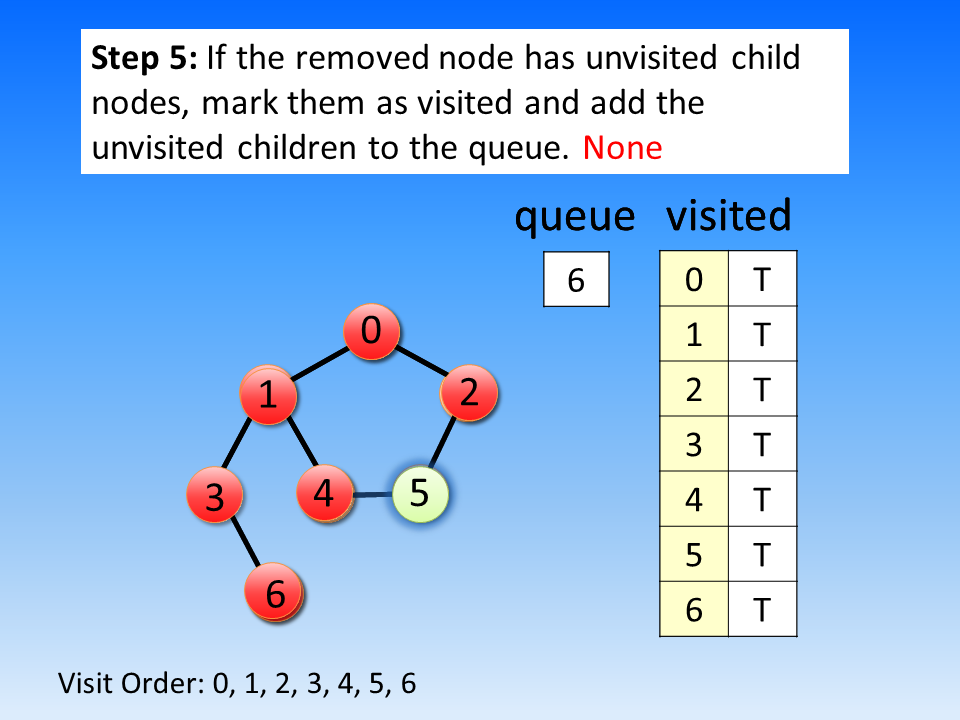 Step 5: If the removed node has unvisited child
nodes, mark them as visited and add the
unvisited children to the queue. None
queue visited
6
0 T
1 T
2 T
3 T
4 T
5 T
6 T
0
1 2
3 4 5
6
Visit Order: 0, 1, 2, 3, 4, 5, 6